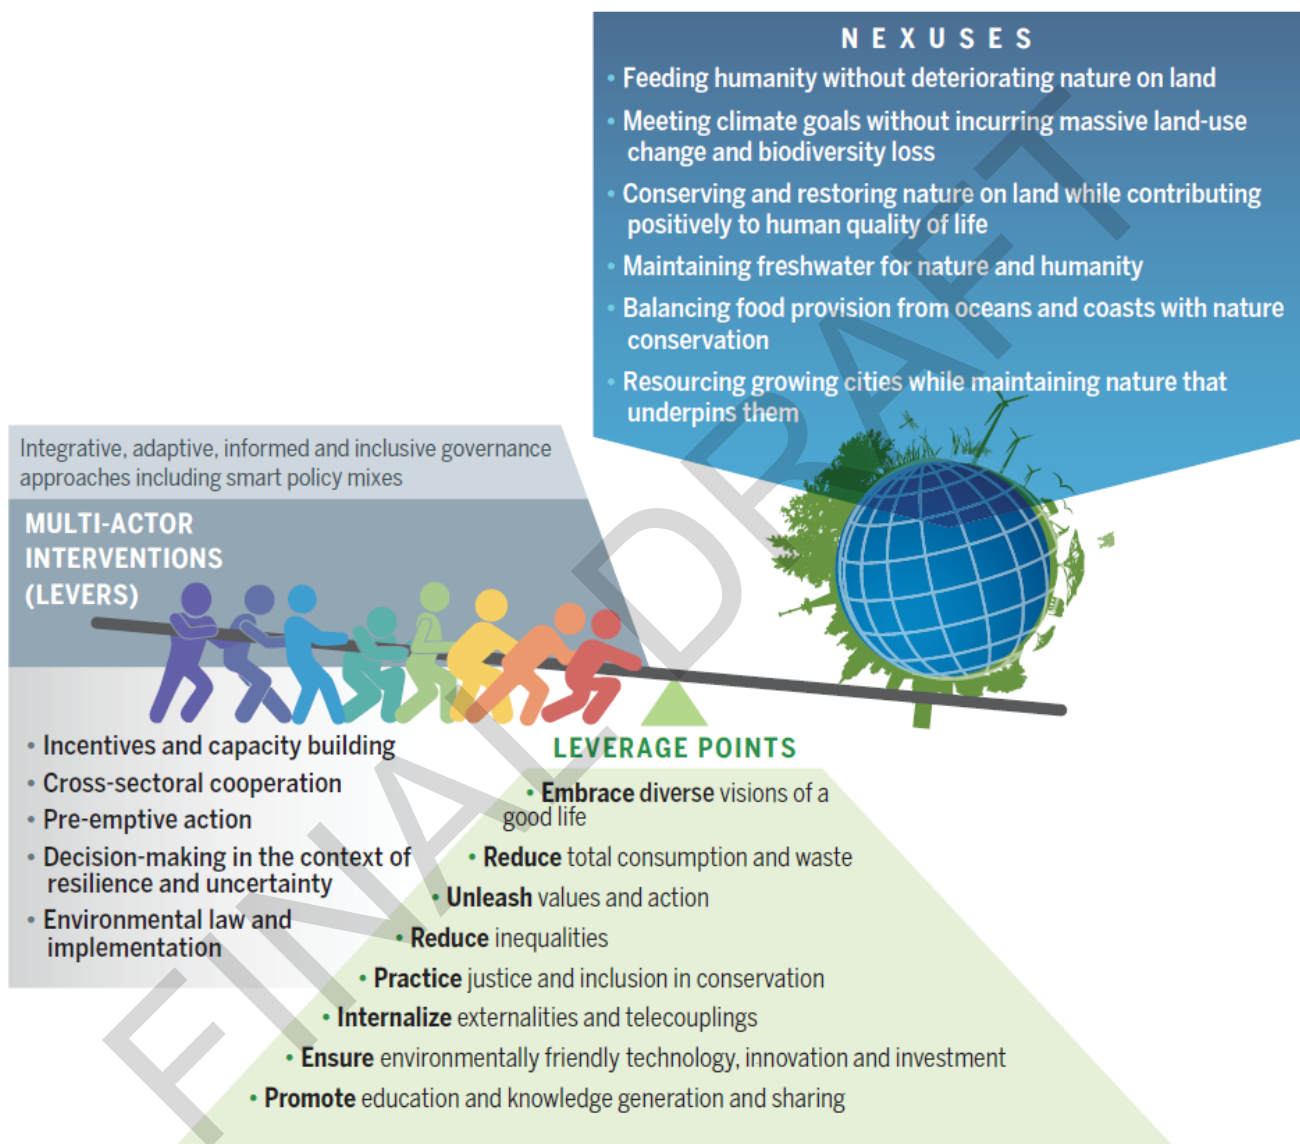 NEXUSES
• Feeding humanity without deteriorating nature on land
• Meeting climate goals without incurring massive land-use
change and biodiversity loss
• Conserving and restoring nature on land while contributing
positively to human quality of life
• Maintaining freshwater for nature and humanity
• Balancing food provision from oceans and coasts with nature
conservation
• Resourcing growing cities while maintaining nature that
underpins them
Integrative, adaptive, informed and inclusive governance
approaches including smart policy mixes
MULTI-ACTOR
INTERVENTIONS
(LEVERS)
• Incentives and capacity building
• Cross-sectoral cooperation
• Pre-emptive action
• Decision-making in the context of
resilience and uncertainty
• Environmental law and
implementation
LEVERAGE POINTS
• Embrace diverse visions of a
good life
• Reduce total consumption and waste
• Unleash values and action
• Reduce inequalities
• Practice justice and inclusion in conservation
• Internalize externalities and telecouplings
• Ensure environmentally friendly technology, innovation and investment
• Promote education and knowledge generation and sharing
FINAL DRAFT